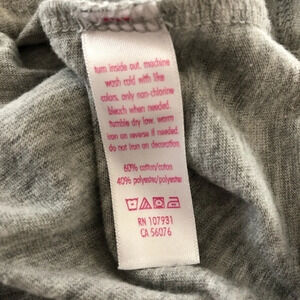 turn inside out. machine
wash cold with like
colors. only non-chlorine
bleach when needed.
tumble dry low. warm
iron on reverse if needed.
do not iron on decoration.
60% cotton/coton
40% polyester/polyester
RN 107931
CA 56076